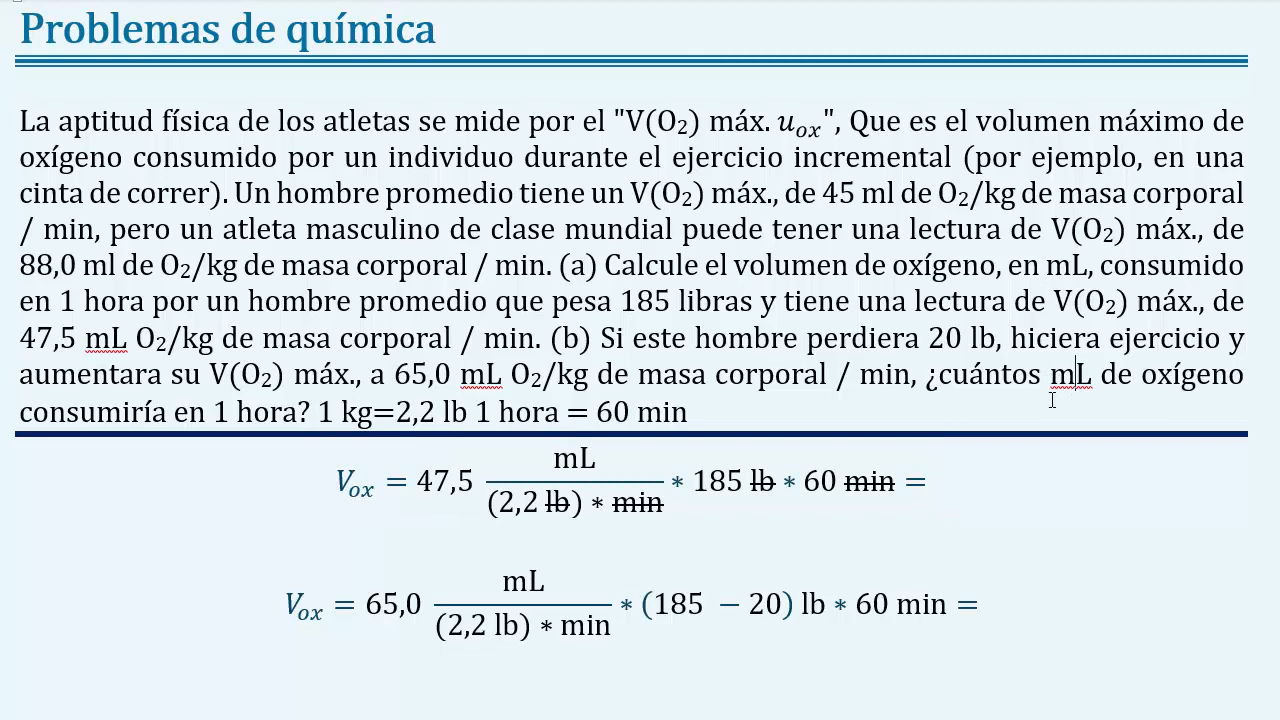 Problemas de química
La aptitud física de los atletas se mide por el "V(O₂) máx. uₒₓ", Que es el volumen máximo de
oxígeno consumido por un individuo durante el ejercicio incremental (por ejemplo, en una
cinta de correr). Un hombre promedio tiene un V(O₂) máx., de 45 ml de O₂/kg de masa corporal
/ min, pero un atleta masculino de clase mundial puede tener una lectura de V(O₂) máx., de
88,0 ml de O₂/kg de masa corporal / min. (a) Calcule el volumen de oxígeno, en mL, consumido
en 1 hora por un hombre promedio que pesa 185 libras y tiene una lectura de V(O₂) máx., de
47,5 mL O₂/kg de masa corporal / min. (b) Si este hombre perdiera 20 lb, hiciera ejercicio y
aumentara su V(O₂) máx., a 65,0 mL O₂/kg de masa corporal / min, ¿cuántos mL de oxígeno
consumiría en 1 hora? 1 kg=2,2 lb 1 hora = 60 min
Vₒₓ = 47,5 mL / (2,2 lb) ∗ min ∗ 185 lb ∗ 60 min =
Vₒₓ = 65,0 mL / (2,2 lb) ∗ min ∗ (185 − 20) lb ∗ 60 min =